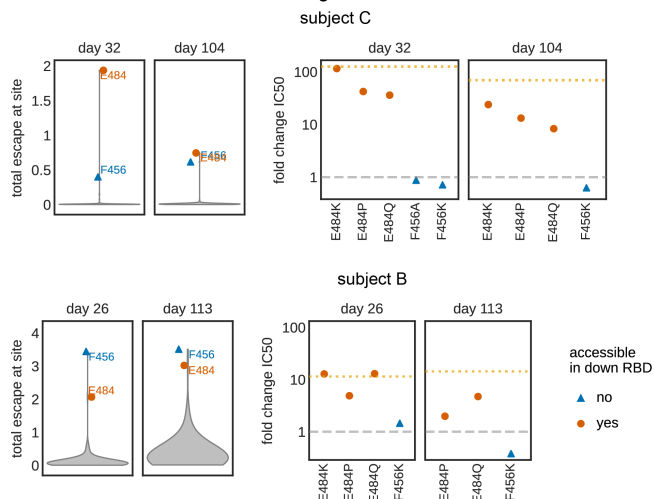 subject C
day 32
day 104
day 32
day 104
total escape at site
2
1.5
1
0.5
0
E484
F456
F456
E484
fold change IC50
100
10
1
E484K
E484P
E484Q
F456A
F456K
E484K
E484P
E484Q
F456K
subject B
day 26
day 113
day 26
day 113
total escape at site
4
3
2
1
0
F456
E484
F456
E484
fold change IC50
100
10
1
E484K
E484P
E484Q
F456K
E484P
E484Q
F456K
accessible
in down RBD
no
yes